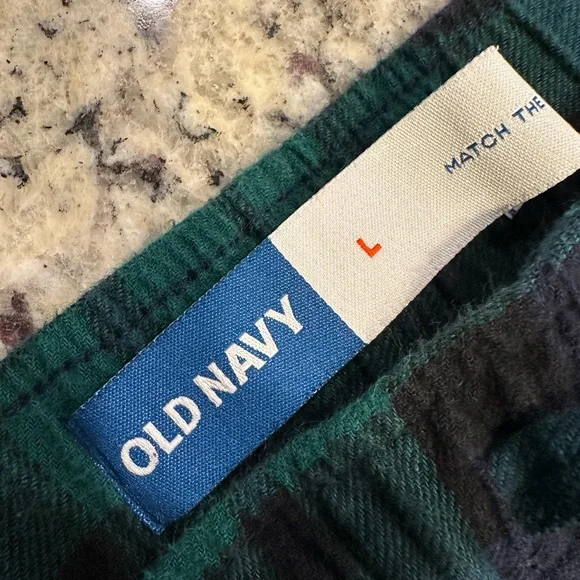 OLD NAVY
L
MATCH THE